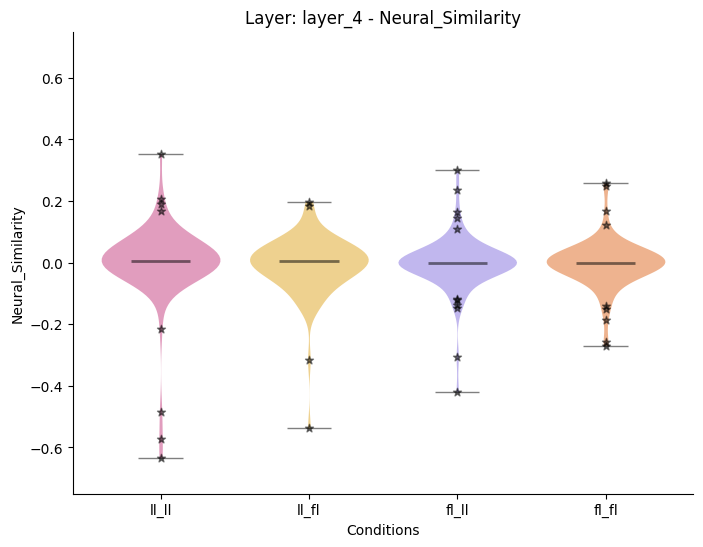 Layer: layer_4 - Neural_Similarity
Neural_Similarity
0.6
0.4
0.2
0.0
−0.2
−0.4
−0.6
ll_ll
ll_fl
fl_ll
fl_fl
Conditions